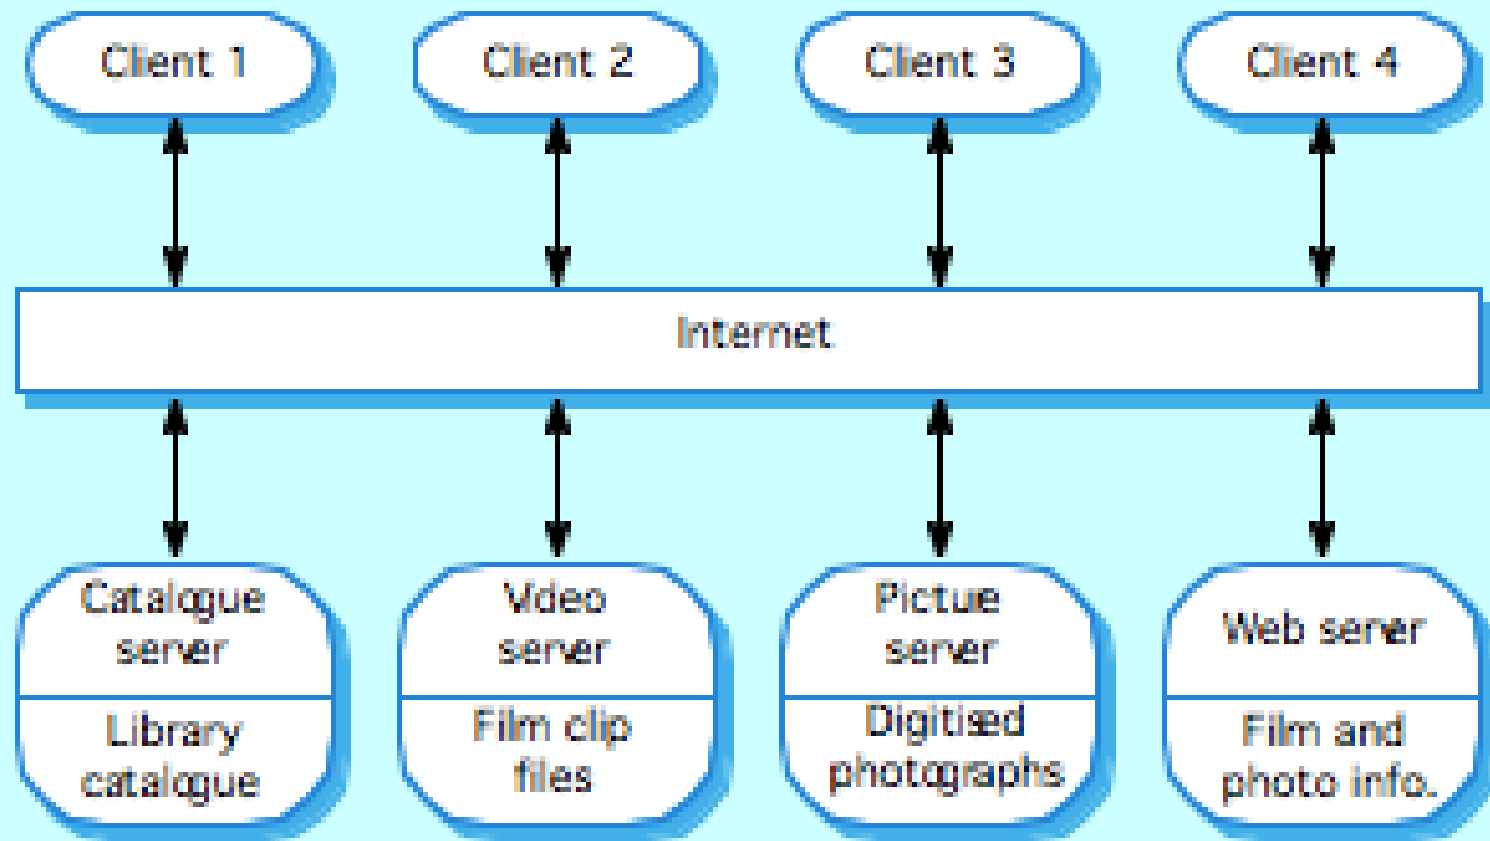 Client 1
Client 2
Client 3
Client 4
Internet
Catalogue
server
Library
catalogue
Video
server
Film clip
files
Picture
server
Digitised
photographs
Web server
Film and
photo info.